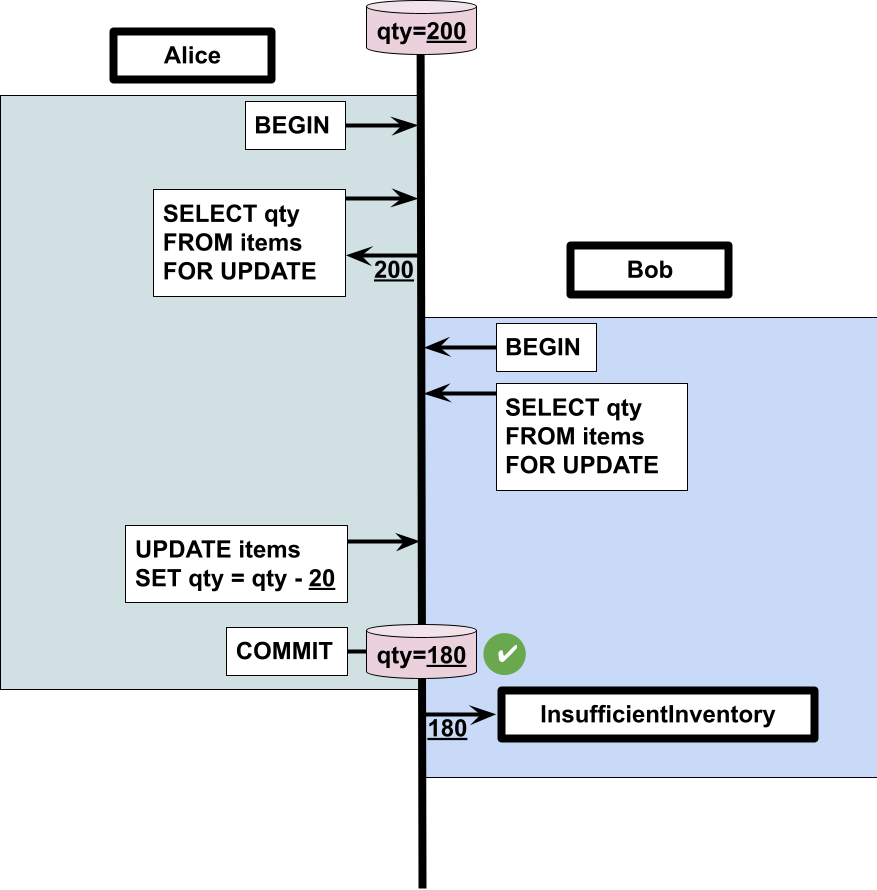 qty=200
Alice
BEGIN
SELECT qty
FROM items
FOR UPDATE
200
Bob
BEGIN
SELECT qty
FROM items
FOR UPDATE
UPDATE items
SET qty = qty - 20
COMMIT
qty=180
InsufficientInventory
180